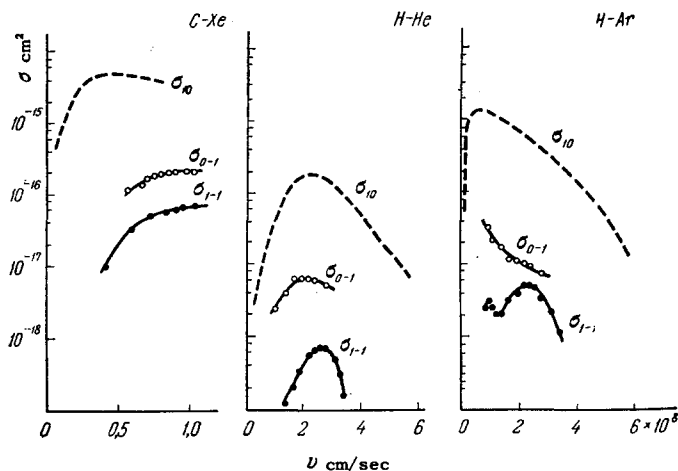 C-Xe
H-He
H-Ar
σ cm²
10⁻¹⁵
10⁻¹⁶
10⁻¹⁷
10⁻¹⁸
σ₁₀
σ₀₋₁
σ₁₋₁
σ₁₀
σ₀₋₁
σ₁₋₁
σ₁₀
σ₀₋₁
σ₁₋₁
0 0,5 1,0
0 2 4 6
0 2 4 6×10⁸
υ cm/sec